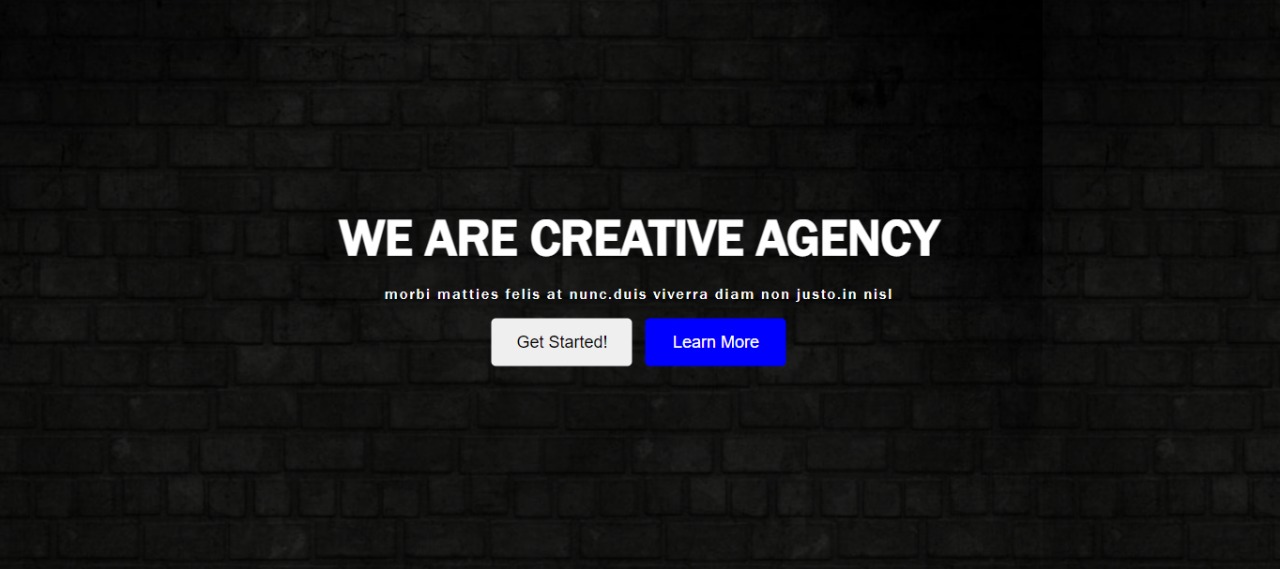 WE ARE CREATIVE AGENCY
morbi matties felis at nunc.duis viverra diam non justo.in nisl
Get Started! Learn More